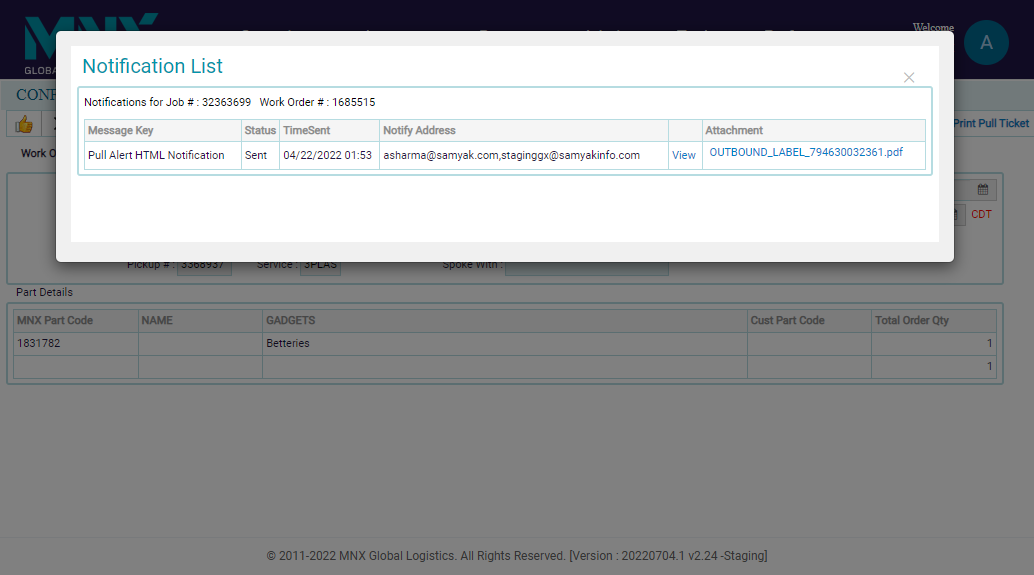 MNX
GLOBAL
Welcome
A
Notification List
Notifications for Job # : 32363699 Work Order # : 1685515
Message Key Status TimeSent Notify Address Attachment
Pull Alert HTML Notification Sent 04/22/2022 01:53 asharma@samyak.com,staginggx@samyakinfo.com View OUTBOUND_LABEL_794630032361.pdf
Print Pull Ticket
CDT
Pickup # : 3368937 Service : 3PLAS Spoke With :
Part Details
MNX Part Code NAME GADGETS Cust Part Code Total Order Qty
1831782 Betteries 1
1
© 2011-2022 MNX Global Logistics. All Rights Reserved. [Version : 20220704.1 v2.24 -Staging]